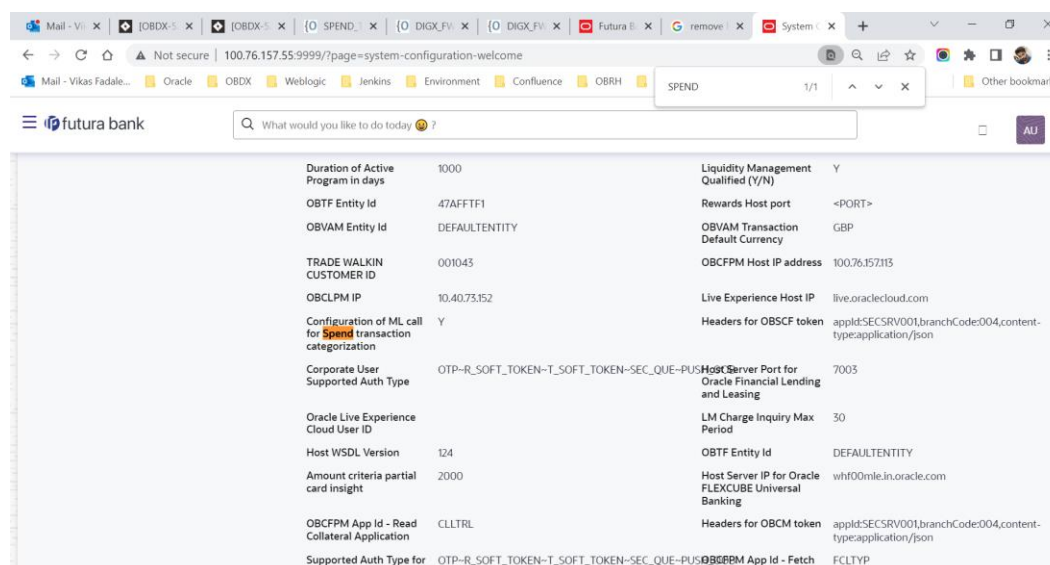 Mail - Vi
[OBDX-S
[OBDX-S
SPEND_
DIGX_FW
DIGX_FW
Futura B
remove
System C
Not secure | 100.76.157.55:9999/?page=system-configuration-welcome
Mail - Vikas Fadale... Oracle OBDX Weblogic Jenkins Environment Confluence OBRH
Other bookmar
SPEND 1/1
futura bank
What would you like to do today ?
AU
Duration of Active Program in days 1000 Liquidity Management Qualified (Y/N) Y
OBTF Entity Id 47AFFTF1 Rewards Host port <PORT>
OBVAM Entity Id DEFAULTENTITY OBVAM Transaction Default Currency GBP
TRADE WALKIN CUSTOMER ID 001043 OBCFPM Host IP address 100.76.157.113
OBCLPM IP 10.40.73.152 Live Experience Host IP live.oraclecloud.com
Configuration of ML call for Spend transaction categorization Y Headers for OBSCF token appId:SECSRV001,branchCode:004,content-type:application/json
Corporate User Supported Auth Type OTP~R_SOFT_TOKEN~T_SOFT_TOKEN~SEC_QUE~PUSH Host Server Port for Oracle Financial Lending and Leasing 7003
Oracle Live Experience Cloud User ID LM Charge Inquiry Max Period 30
Host WSDL Version 124 OBTF Entity Id DEFAULTENTITY
Amount criteria partial card insight 2000 Host Server IP for Oracle FLEXCUBE Universal Banking whf00mle.in.oracle.com
OBCFPM App Id - Read Collateral Application CLLTRL Headers for OBCM token appId:SECSRV001,branchCode:004,content-type:application/json
Supported Auth Type for OTP~R_SOFT_TOKEN~T_SOFT_TOKEN~SEC_QUE~PUSH OBCFPM App Id - Fetch FCLTYP